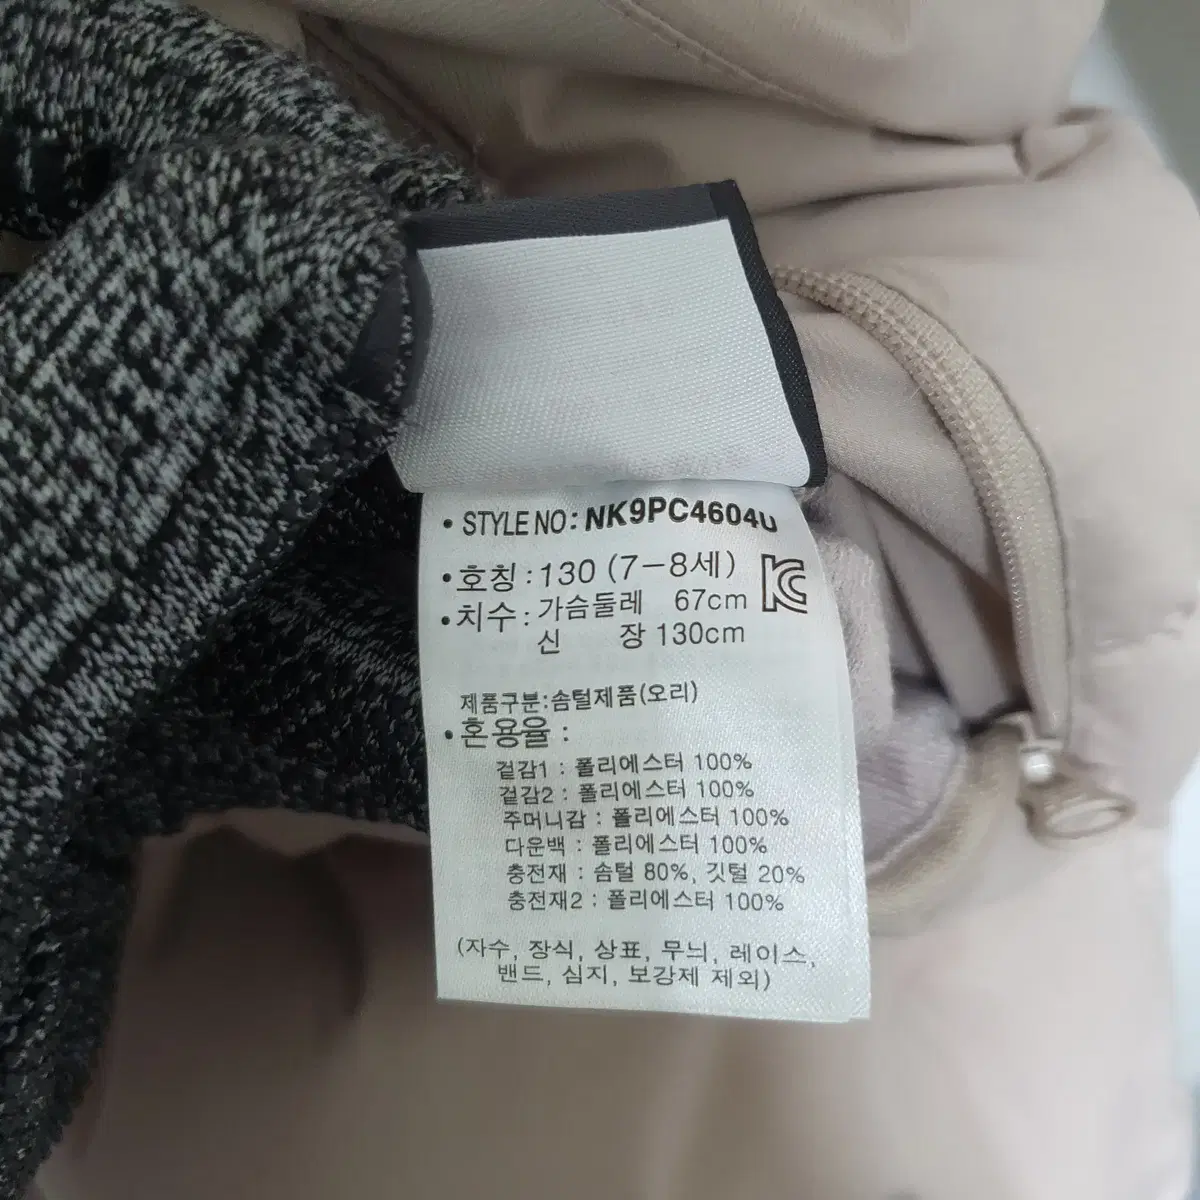 • STYLE NO: NK9PC4604U
• 호칭 : 130 (7-8세)
• 치수 : 가슴둘레 67cm
신 장 130cm
제품구분:솜털제품(오리)
• 혼용율 :
겉감1 : 폴리에스터 100%
겉감2 : 폴리에스터 100%
주머니감 : 폴리에스터 100%
다운백 : 폴리에스터 100%
충전재 : 솜털 80%, 깃털 20%
충전재2 : 폴리에스터 100%
(자수, 장식, 상표, 무늬, 레이스,
밴드, 심지, 보강제 제외)